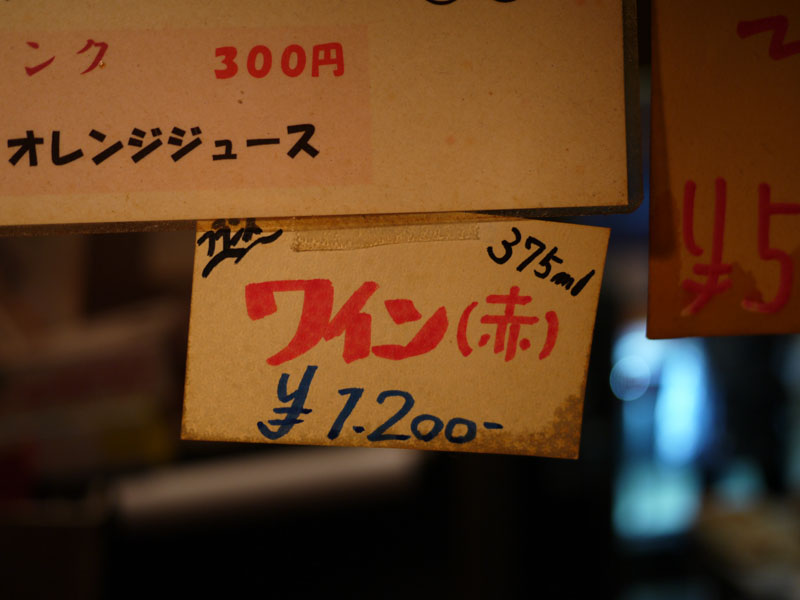 ンク 300円
オレンジジュース
375ml
ワイン(赤)
¥1.200-
¥5